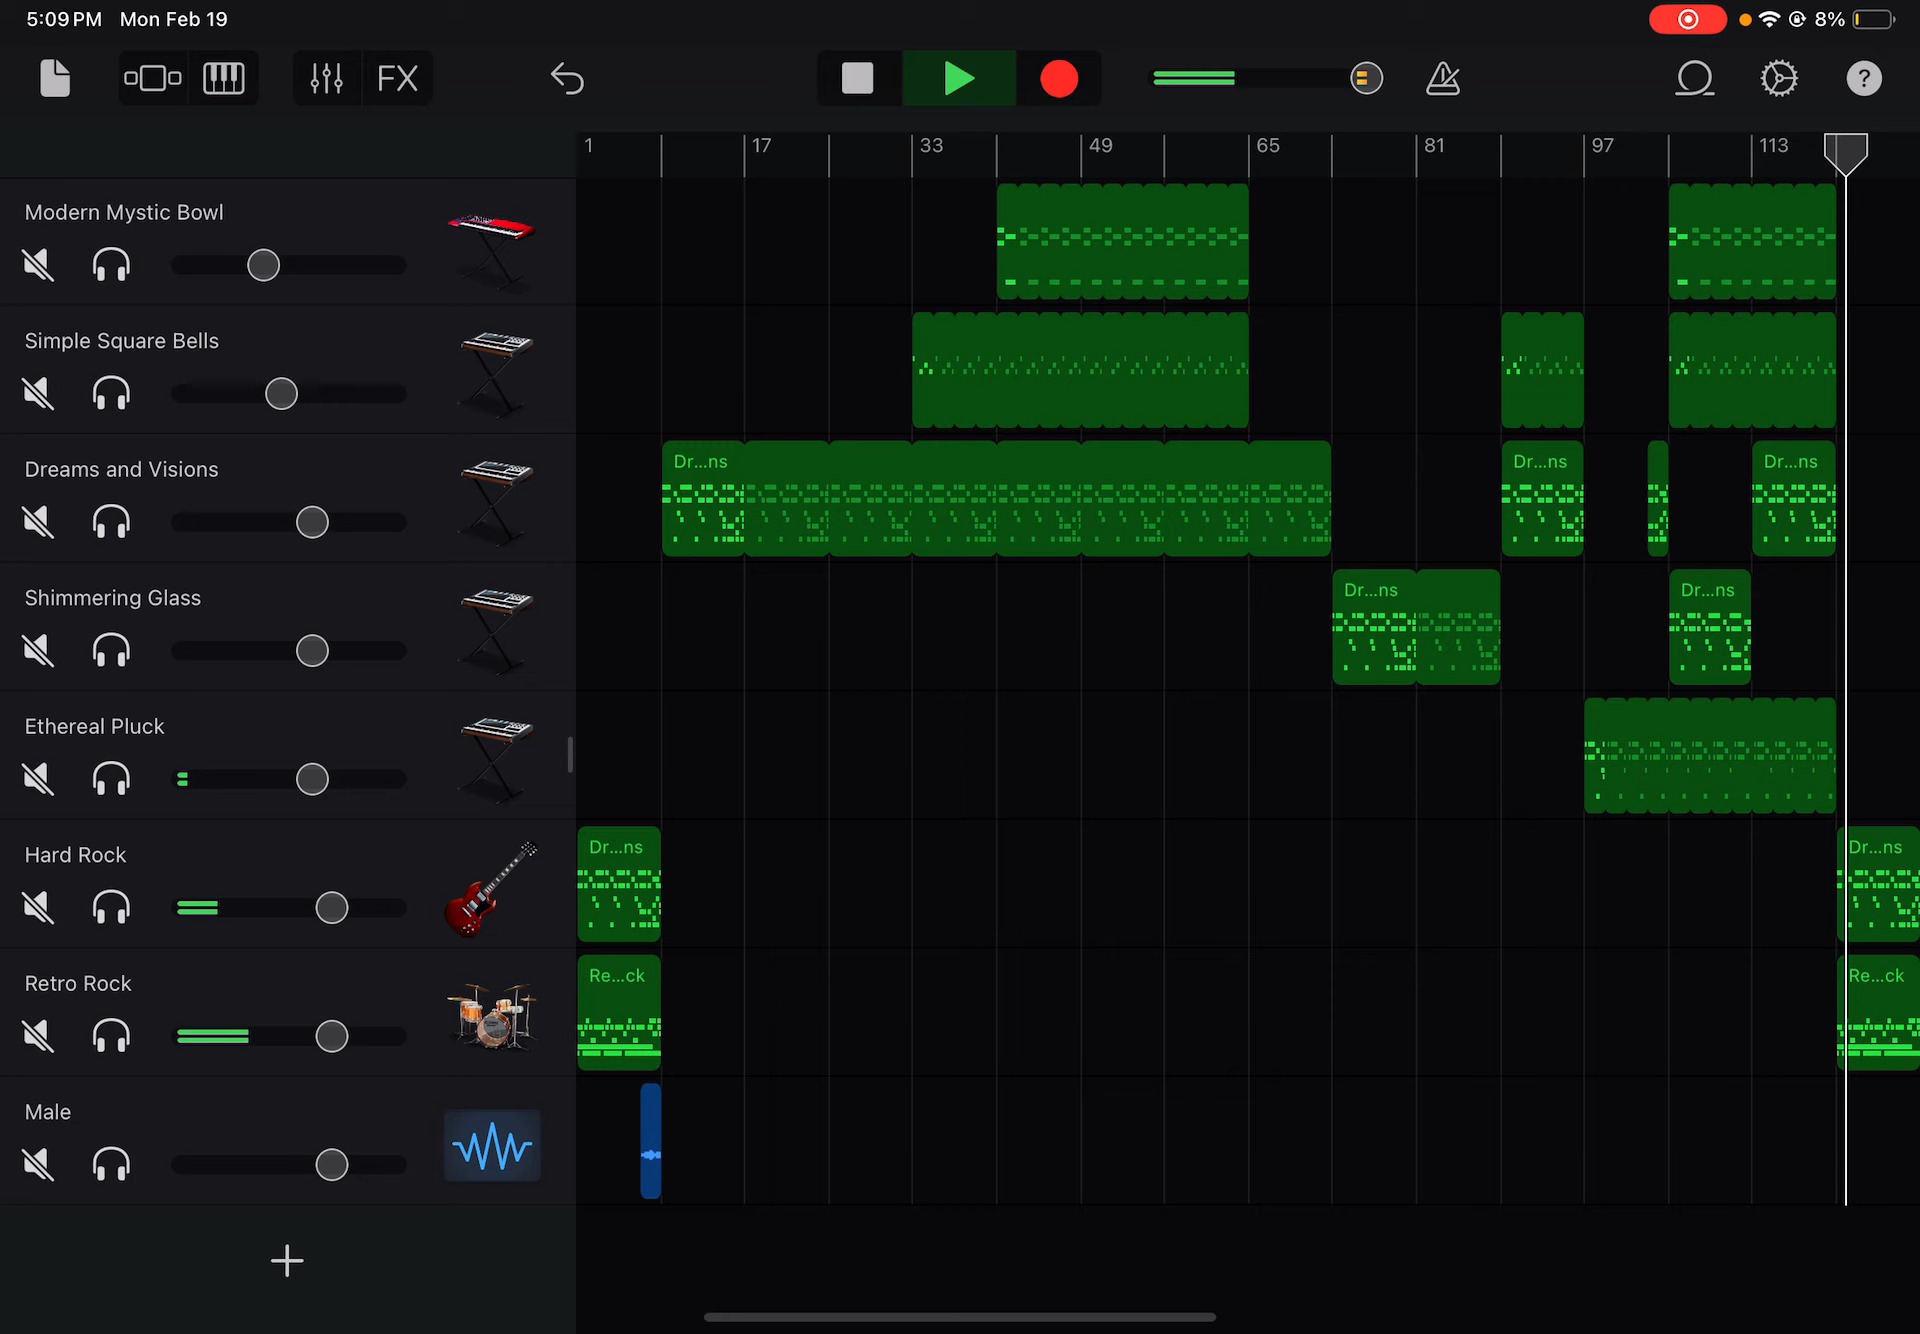 5:09 PM Mon Feb 19 8%
FX ?
1 17 33 49 65 81 97 113
Modern Mystic Bowl
Simple Square Bells
Dreams and Visions
Dr...ns Dr...ns Dr...ns
Shimmering Glass
Dr...ns Dr...ns
Ethereal Pluck
Hard Rock
Dr...ns Dr...ns
Retro Rock
Re...ck Re...ck
Male